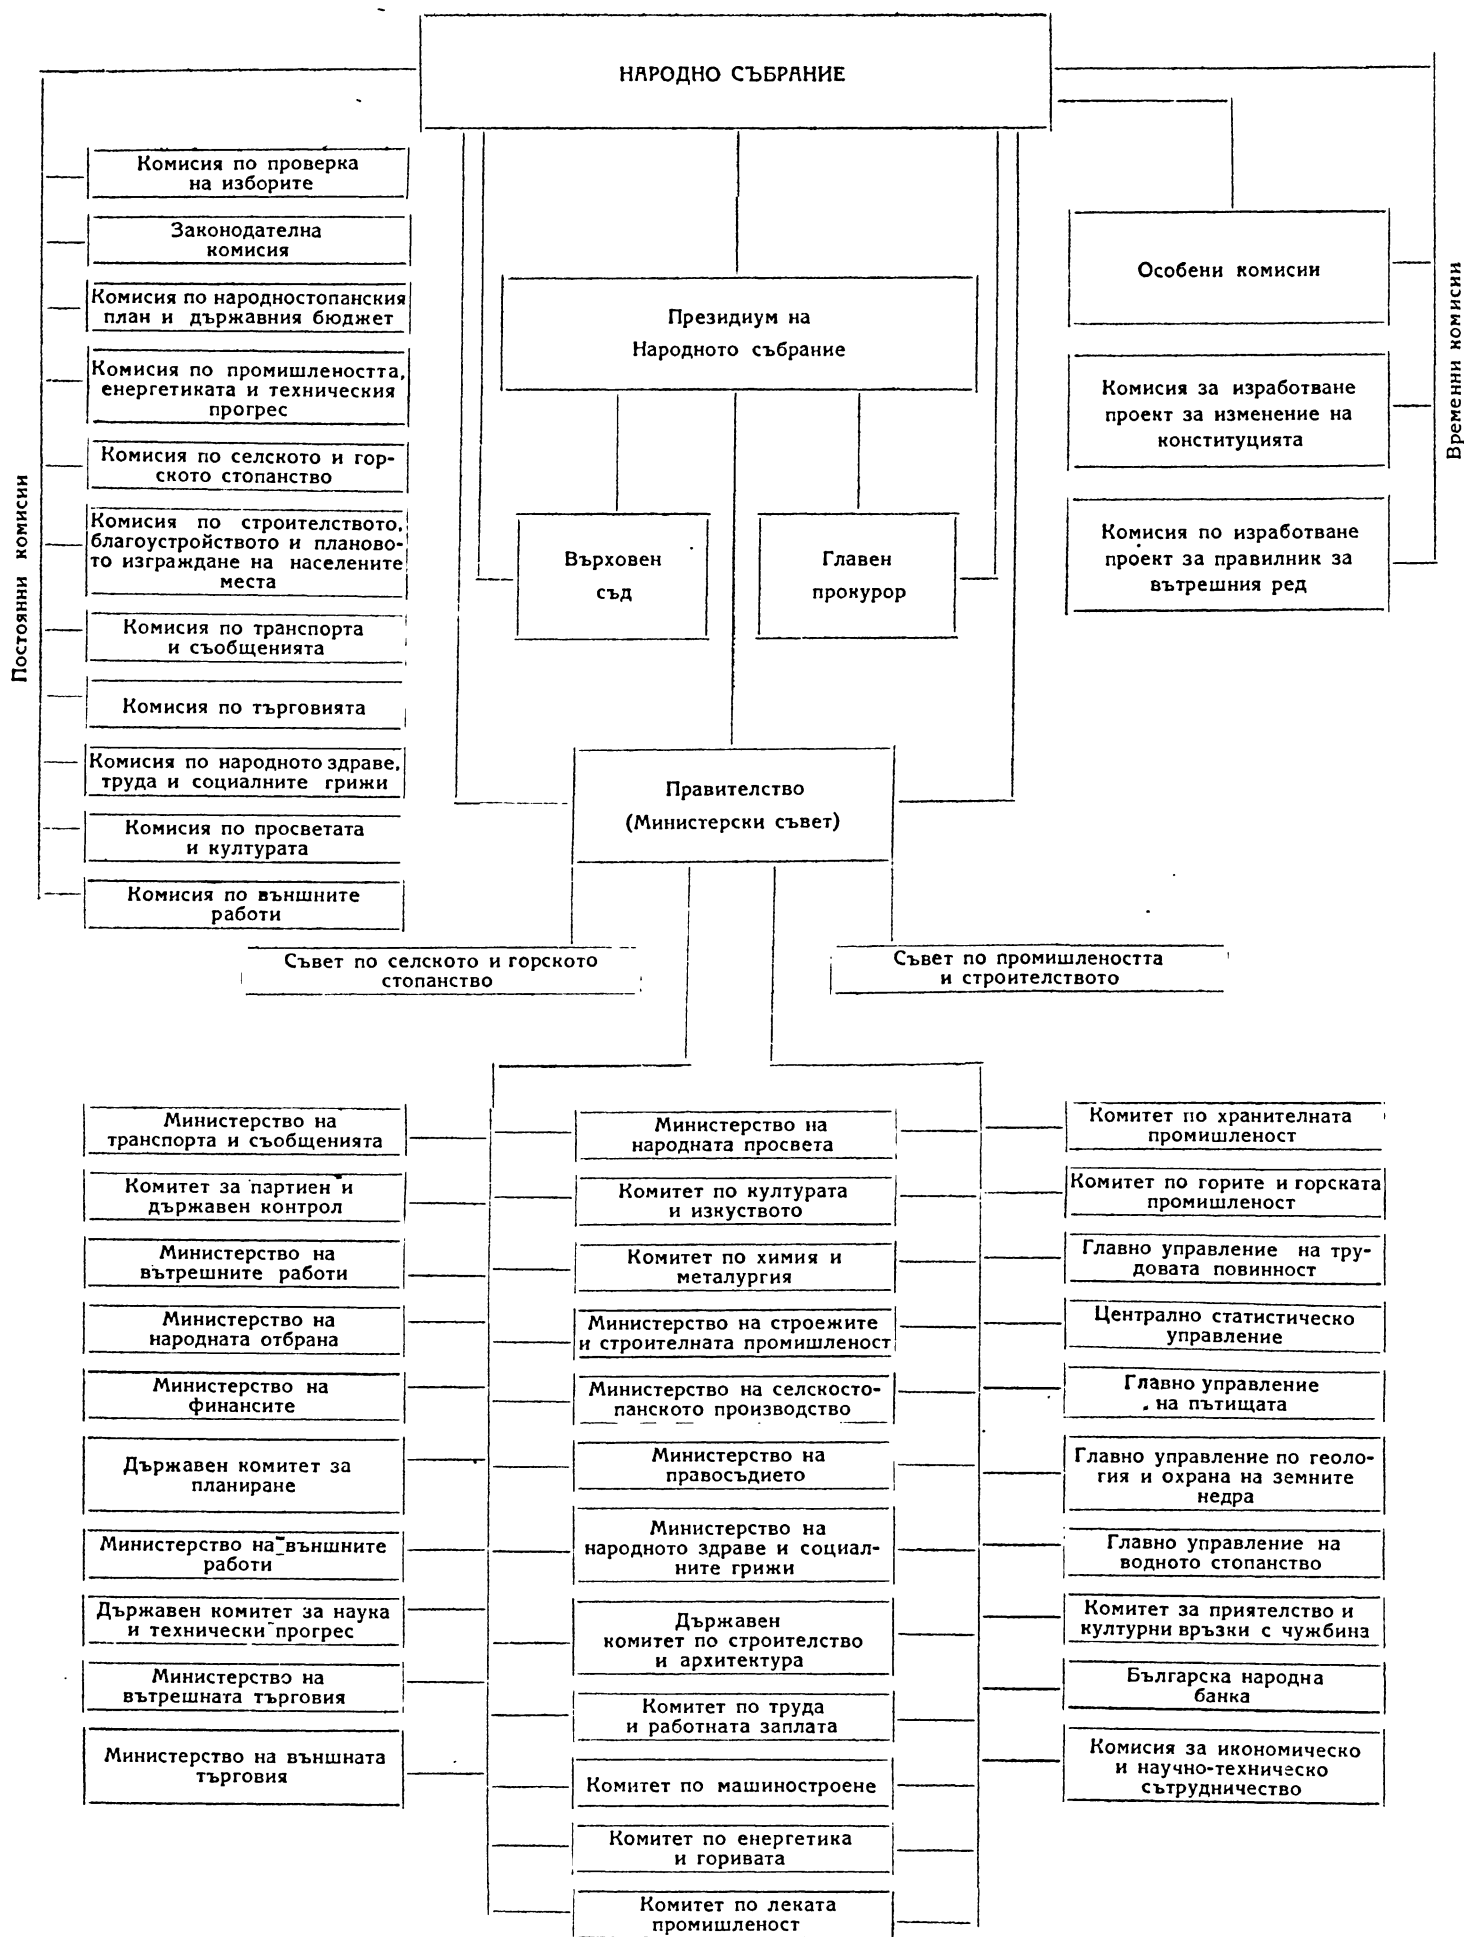 НАРОДНО СЪБРАНИЕ
Постоянни комисии
Комисия по проверка
на изборите
Законодателна
комисия
Комисия по народностопанския
план и държавния бюджет
Комисия по промишлеността,
енергетиката и техническия
прогрес
Комисия по селското и гор-
ското стопанство
Комисия по строителството,
благоустройството и планово-
то изграждане на населените
места
Комисия по транспорта
и съобщенията
Комисия по търговията
Комисия по народното здраве,
труда и социалните грижи
Комисия по просветата
и културата
Комисия по външните
работи
Президиум на
Народното събрание
Върховен
съд
Главен
прокурор
Правителство
(Министерски съвет)
Временни комисии
Особени комисии
Комисия за изработване
проект за изменение на
конституцията
Комисия по изработване
проект за правилник за
вътрешния ред
Съвет по селското и горското
стопанство
Съвет по промишлеността
и строителството
Министерство на
транспорта и съобщенията
Комитет за партиен и
държавен контрол
Министерство на
вътрешните работи
Министерство на
народната отбрана
Министерство на
финансите
Държавен комитет за
планиране
Министерство на външните
работи
Държавен комитет за наука
и технически прогрес
Министерство на
вътрешната търговия
Министерство на външната
търговия
Министерство на
народната просвета
Комитет по културата
и изкуството
Комитет по химия и
металургия
Министерство на строежите
и строителната промишленост
Министерство на селскосто-
панското производство
Министерство на
правосъдието
Министерство на
народното здраве и социал-
ните грижи
Държавен
комитет по строителство
и архитектура
Комитет по труда
и работната заплата
Комитет по машиностроене
Комитет по енергетика
и горивата
Комитет по леката
промишленост
Комитет по хранителната
промишленост
Комитет по горите и горската
промишленост
Главно управление на тру-
довата повинност
Централно статистическо
управление
Главно управление
на пътищата
Главно управление по геоло-
гия и охрана на земните
недра
Главно управление на
водното стопанство
Комитет за приятелство и
културни връзки с чужбина
Българска народна
банка
Комисия за икономическо
и научно-техническо
сътрудничество